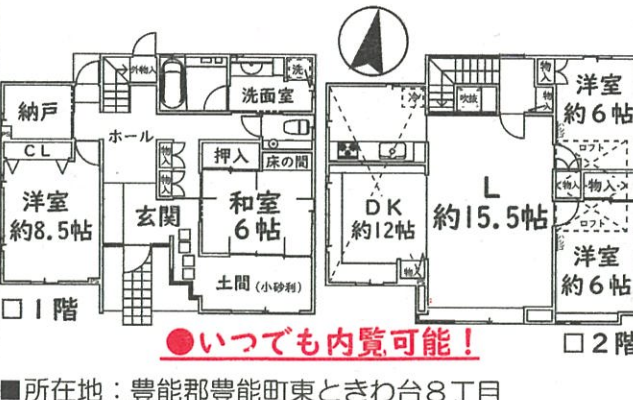 外物入
洗
洗面室
納戸
ホール
CL
物入
物入
押入
床の間
洋室
約8.5帖
玄関
和室
6帖
土間(小砂利)
□1階
冷
吹抜
物入
物入
洋室
約6帖
ロフト
DK
約12帖
L
約15.5帖
物入
物入
ロフト
物入
洋室
約6帖
□2階
●いつでも内覧可能!
■所在地:豊能郡豊能町東ときわ台8丁目